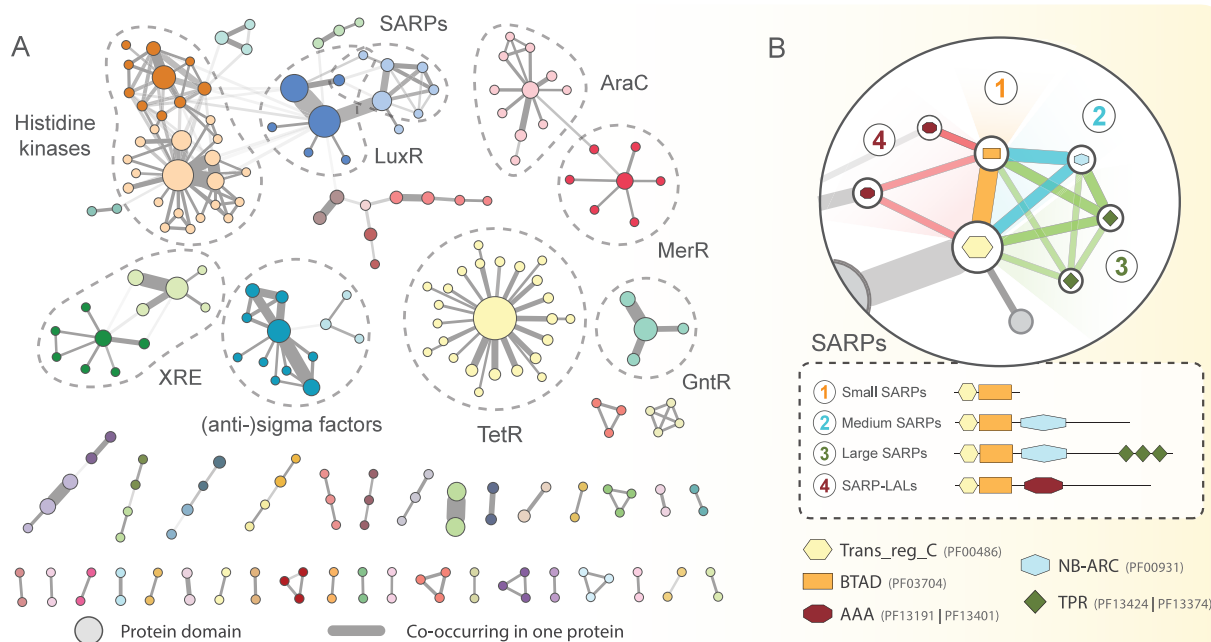 A
SARPs
Histidine
kinases
LuxR
AraC
MerR
XRE
(anti-)sigma factors
TetR
GntR
Protein domain
Co-occurring in one protein
B
1
2
3
4
SARPs
1 Small SARPs
2 Medium SARPs
3 Large SARPs
4 SARP-LALs
Trans_reg_C (PF00486)
BTAD (PF03704)
AAA (PF13191 | PF13401)
NB-ARC (PF00931)
TPR (PF13424 | PF13374)